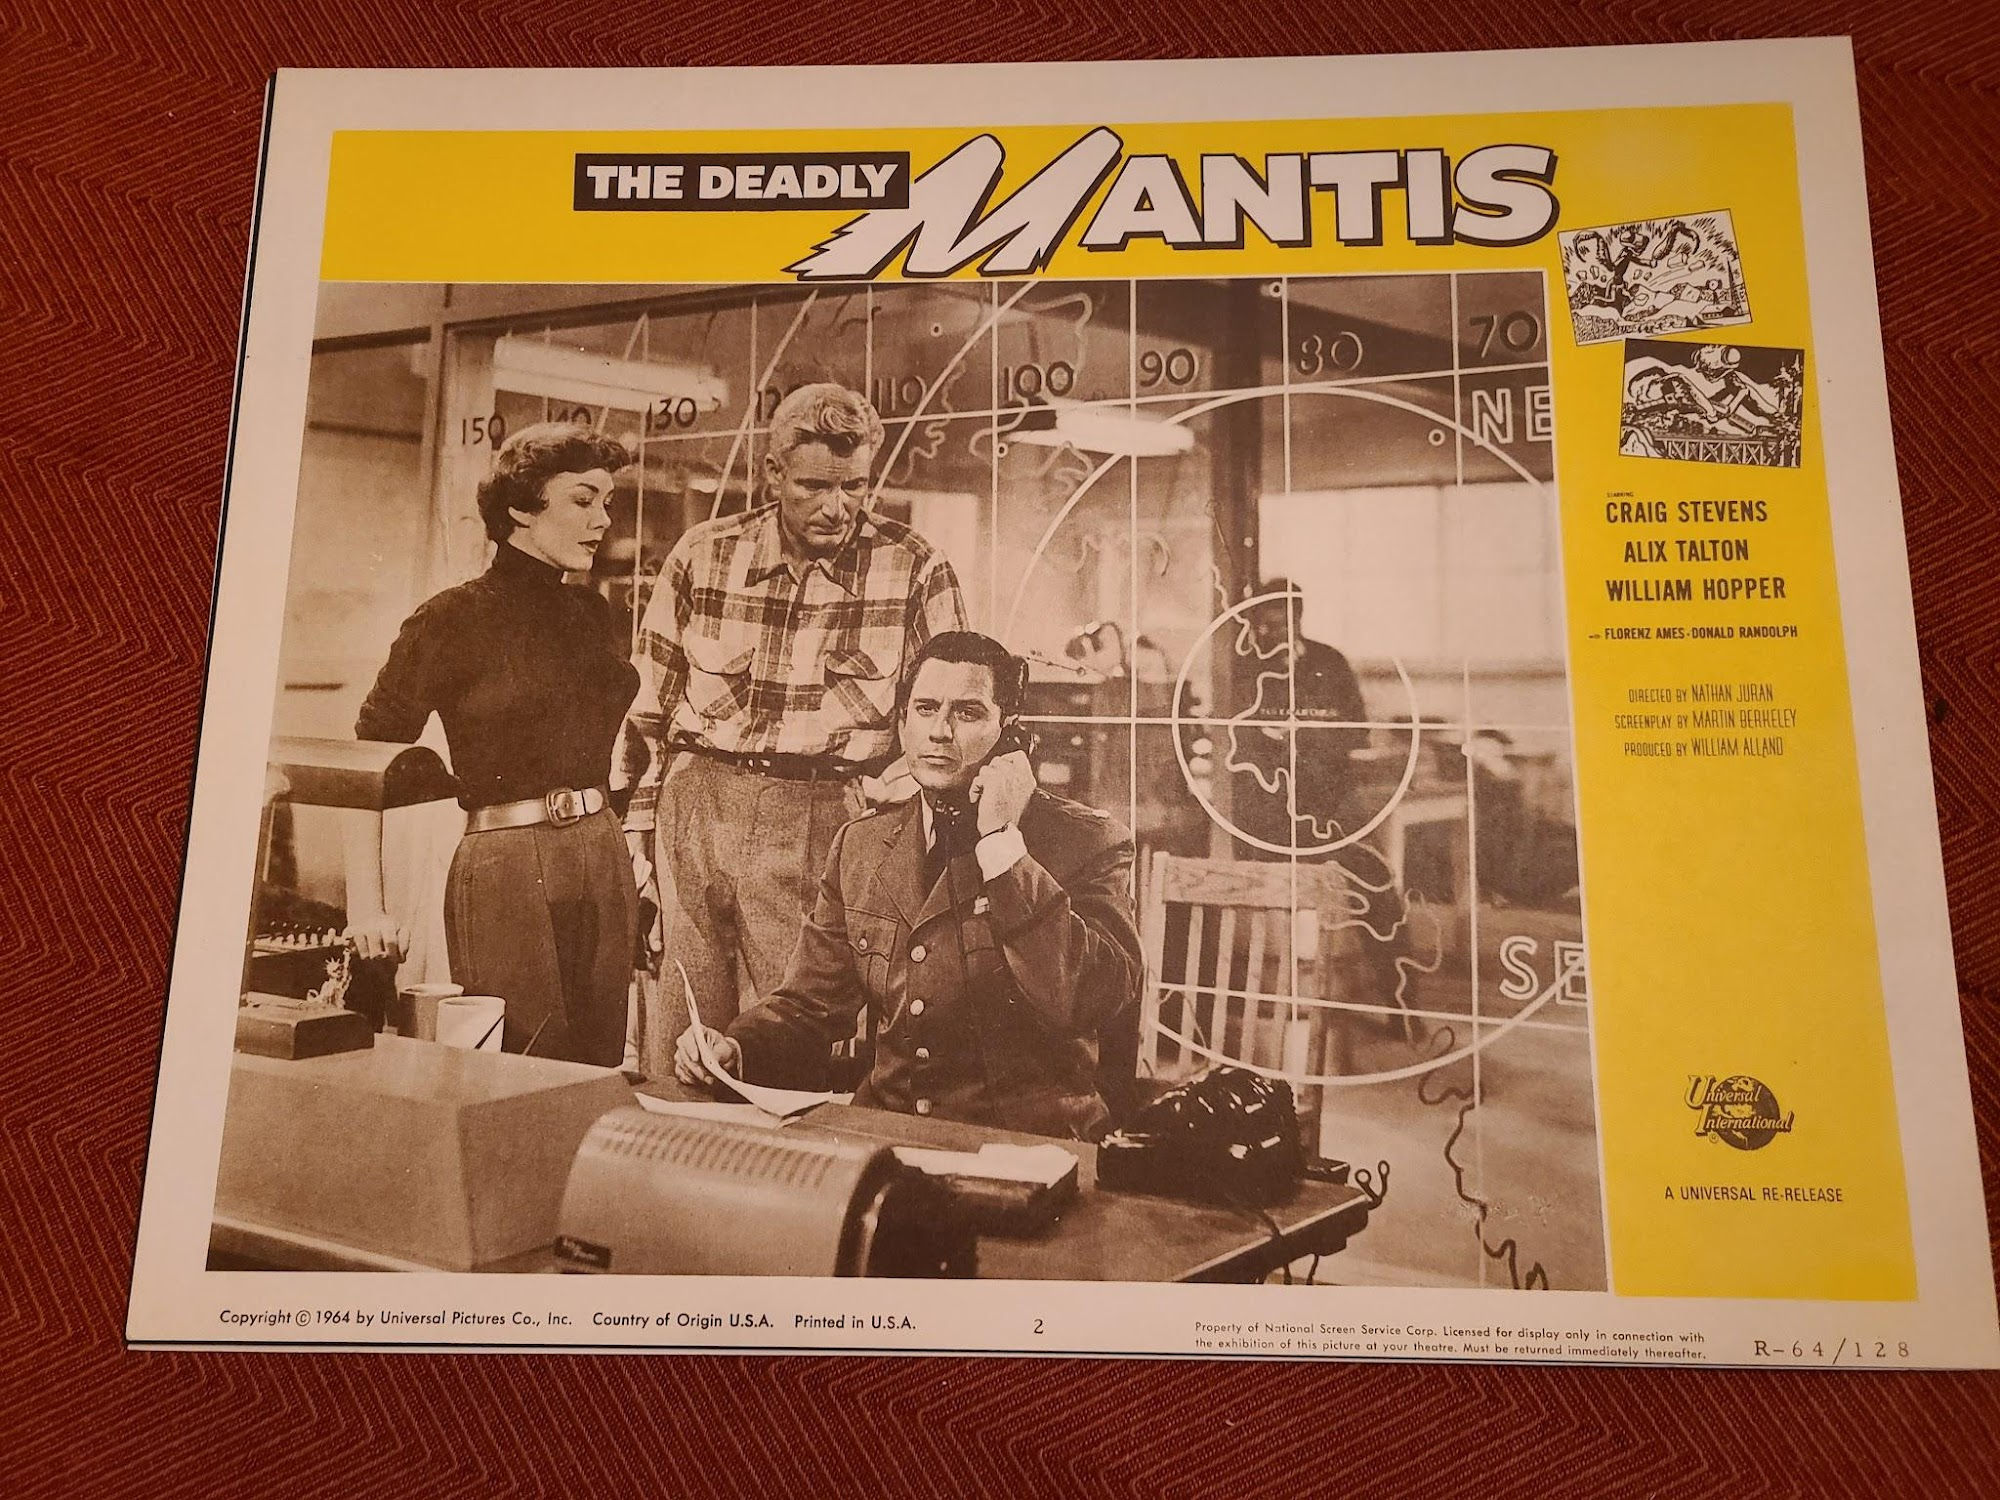 THE DEADLY MANTIS
150 140 130 110 100 90 80 70
NE
SE
STARRING
CRAIG STEVENS
ALIX TALTON
WILLIAM HOPPER
WITH FLORENZ AMES · DONALD RANDOLPH
DIRECTED BY NATHAN JURAN
SCREENPLAY BY MARTIN BERKELEY
PRODUCED BY WILLIAM ALLAND
Universal
International
A UNIVERSAL RE-RELEASE
Copyright © 1964 by Universal Pictures Co., Inc. Country of Origin U.S.A. Printed in U.S.A.
2
Property of National Screen Service Corp. Licensed for display only in connection with
the exhibition of this picture at your theatre. Must be returned immediately thereafter.
R-64/128